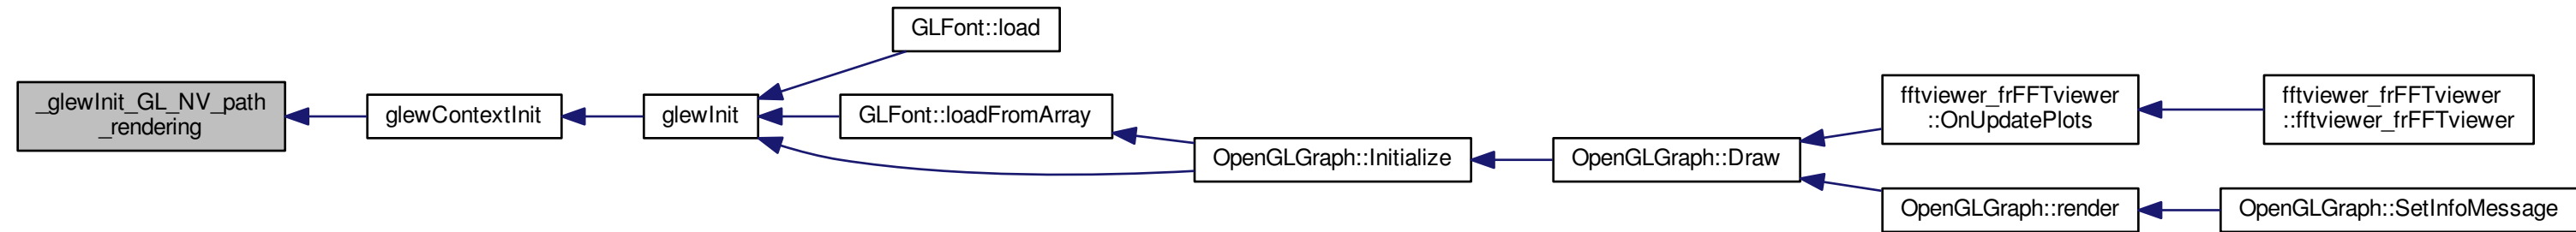 GLFont::load
_glewInit_GL_NV_path
_rendering
glewContextInit
glewInit
GLFont::loadFromArray
OpenGLGraph::Initialize
OpenGLGraph::Draw
fftviewer_frFFTviewer
::OnUpdatePlots
fftviewer_frFFTviewer
::fftviewer_frFFTviewer
OpenGLGraph::render
OpenGLGraph::SetInfoMessage